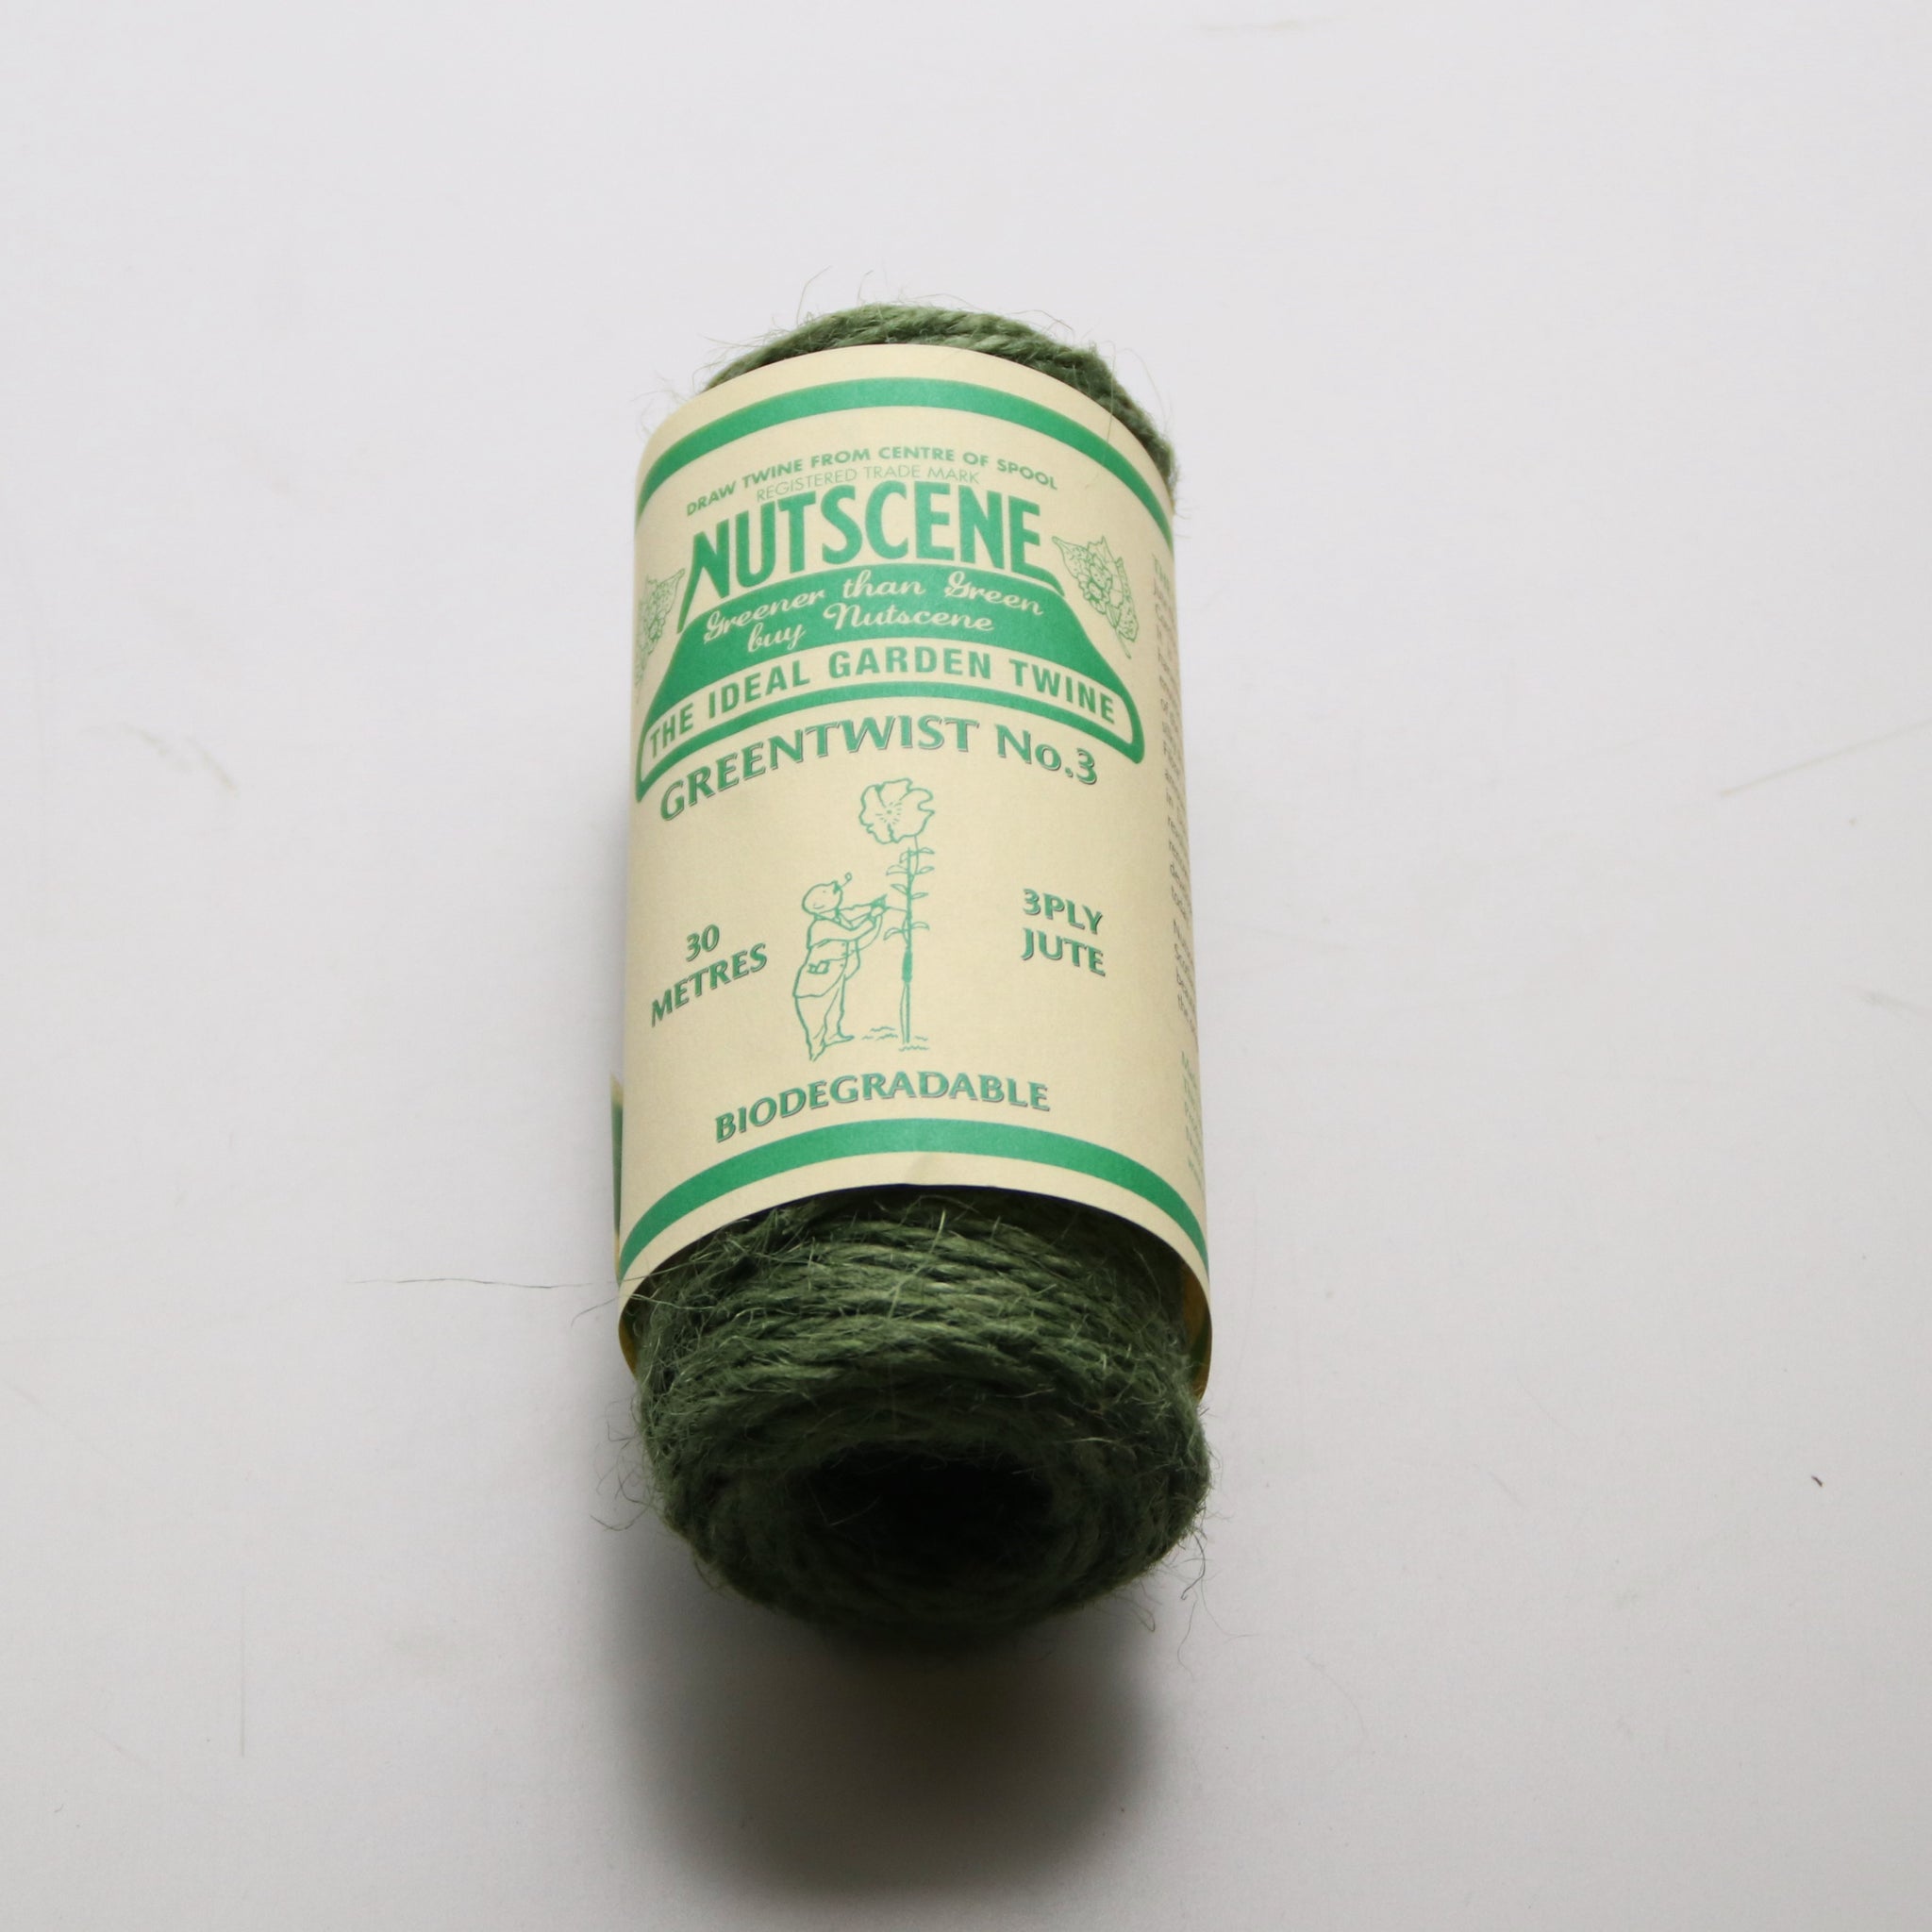 DRAW TWINE FROM CENTRE OF SPOOL
REGISTERED TRADE MARK
NUTSCENE
Greener than Green
buy Nutscene
THE IDEAL GARDEN TWINE
GREENTWIST No.3
30
METRES
3PLY
JUTE
BIODEGRADABLE